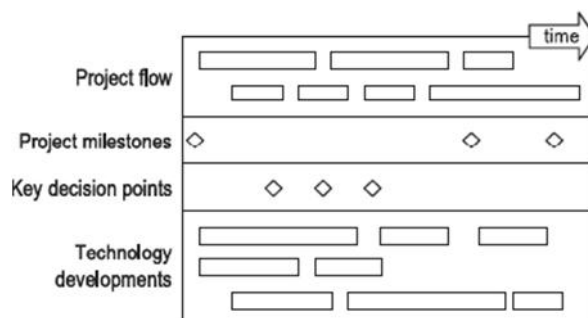 time
Project flow
Project milestones
Key decision points
Technology
developments